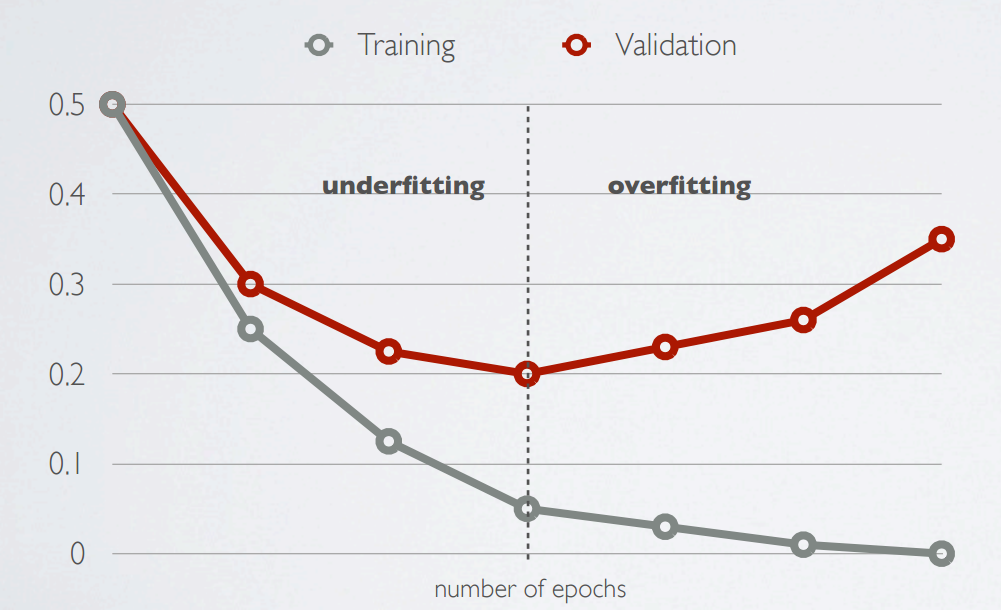 Training Validation
0.5
0.4
underfitting overfitting
0.3
0.2
0.1
0
number of epochs